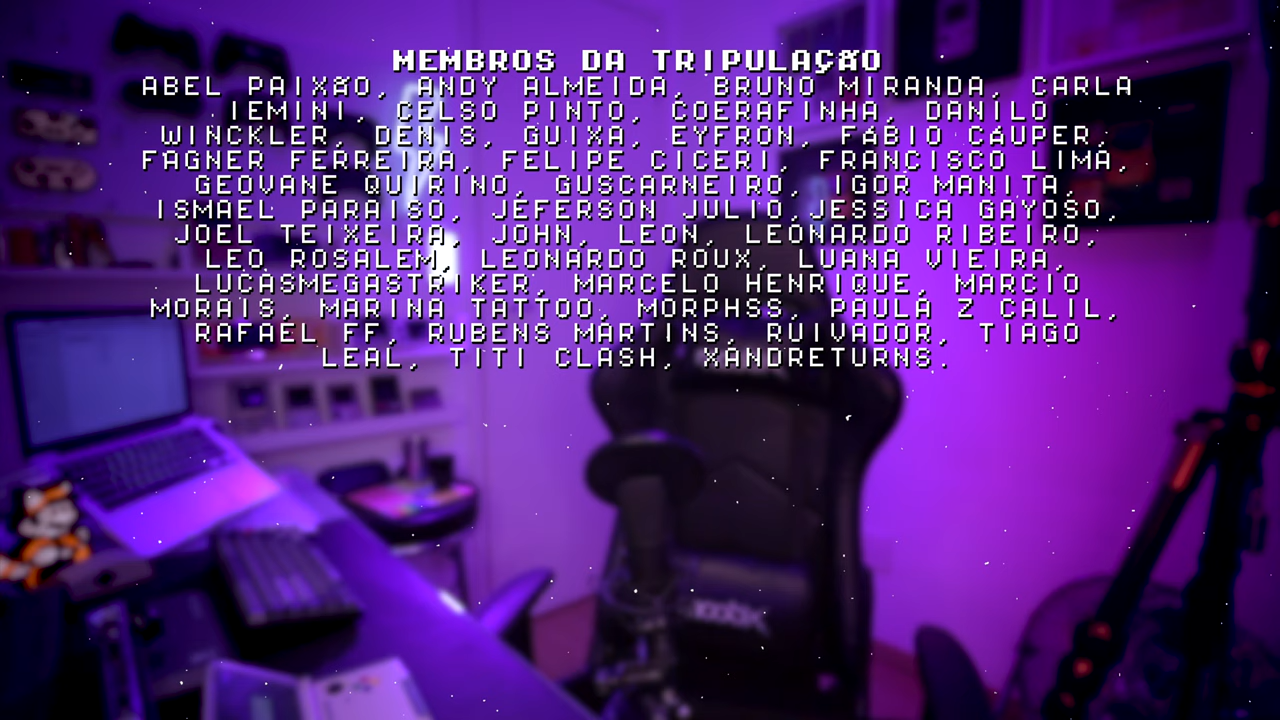 MEMBROS DA TRIPULAÇÃO
ABEL PAIXÃO, ANDY ALMEIDA, BRUNO MIRANDA, CARLA
IEMINI, CELSO PINTO, COERAFINHA, DANILO
WINCKLER, DENIS, GUIXA, EYFRON, FÁBIO CÁUPER,
FAGNER FERREIRA, FELIPE CICERI, FRANCISCO LIMA,
GEOVANE QUIRINO, GUSCARNEIRO, IGOR MANITA,
ISMAEL PARAISO, JEFERSON JULIO,JESSICA GAYOSO,
JOEL TEIXEIRA, JOHN, LEON, LEONARDO RIBEIRO,
LEO ROSALEM, LEONARDO ROUX, LUANA VIEIRA,
LUCASMEGASTRIKER, MARCELO HENRIQUE, MARCIO
MORAIS, MARINA TATTOO, MORPHSS, PAULA Z CALIL,
RAFAEL FF, RUBENS MARTINS, RUIVADOR, TIAGO
LEAL, TITI CLASH, XANDRETURNS.